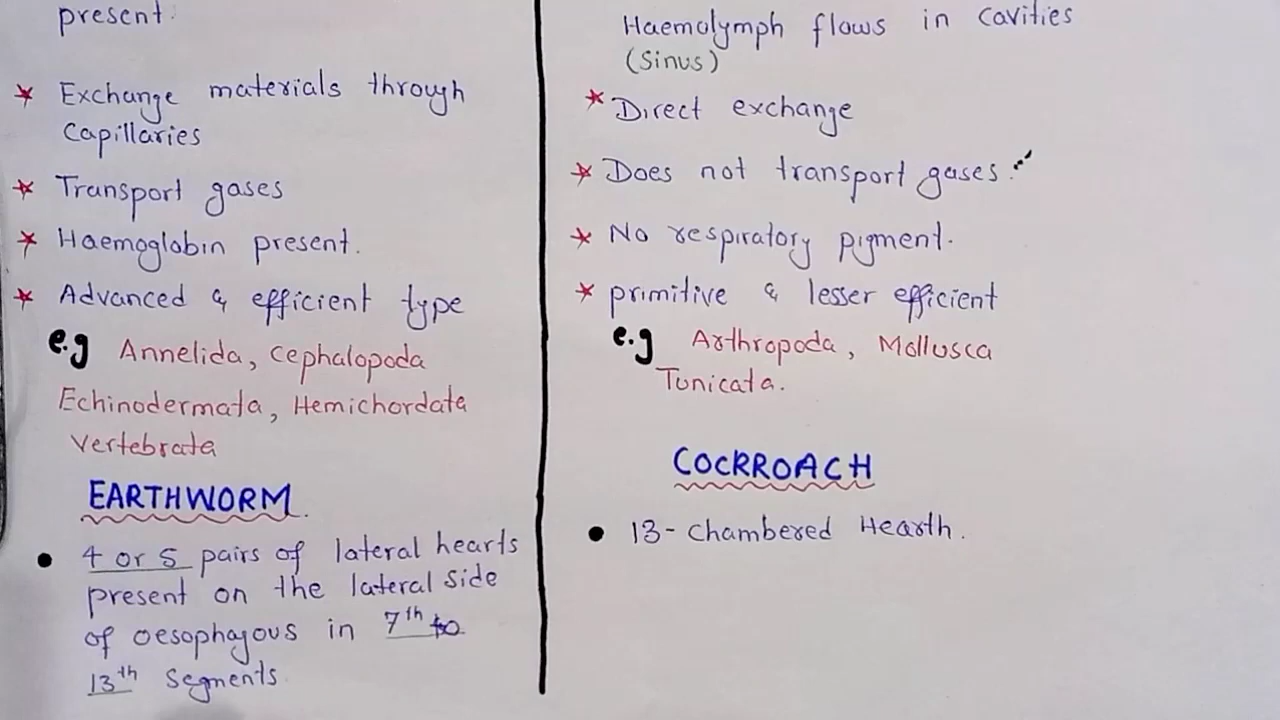 present.
* Exchange materials through
Capillaries
* Transport gases
* Haemoglobin present.
* Advanced & efficient type
e.g Annelida, Cephalopoda
Echinodermata, Hemichordata
Vertebrata
EARTHWORM.
• 4 or 5 pairs of lateral hearts
present on the lateral side
of oesophagous in 7th to
13th segments
Haemolymph flows in cavities
(Sinus)
* Direct exchange
* Does not transport gases.
* No respiratory pigment.
* primitive & lesser efficient
e.g Arthropoda, Mollusca
Tunicata.
COCKROACH
• 13-Chambered Hearth.